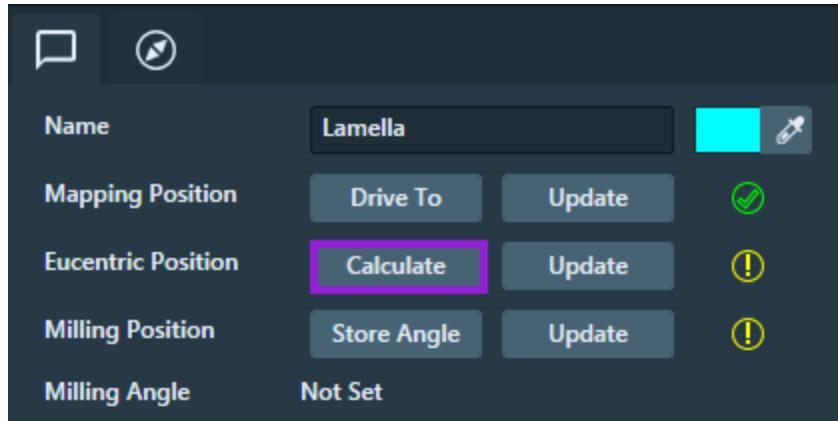 Name Lamella
Mapping Position Drive To Update
Eucentric Position Calculate Update
Milling Position Store Angle Update
Milling Angle Not Set